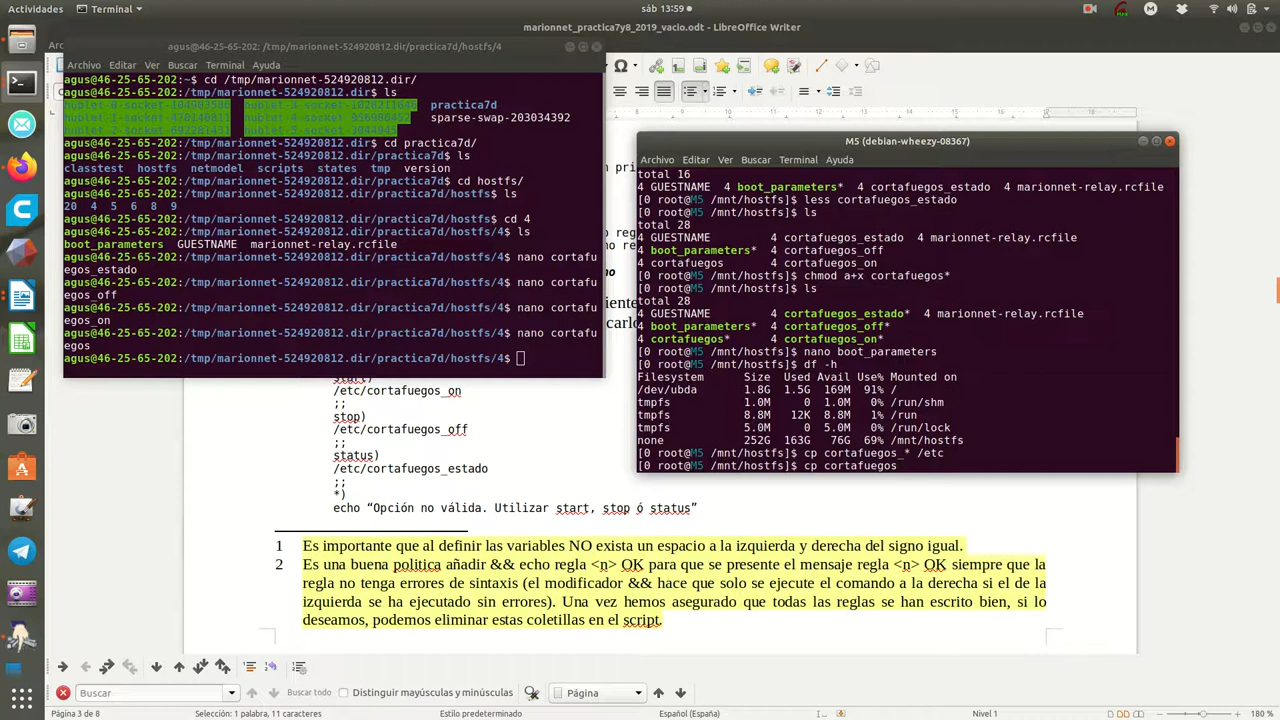 Actividades
Terminal
sáb 13:59
marionnet_practica7y8_2019_vacio.odt - LibreOffice Writer
agus@46-25-65-202: /tmp/marionnet-524920812.dir/practica7d/hostfs/4
Archivo Editar Ver Buscar Terminal Ayuda
agus@46-25-65-202:~$ cd /tmp/marionnet-524920812.dir/
agus@46-25-65-202:/tmp/marionnet-524920812.dir$ ls
practica7d
sparse-swap-203034392
agus@46-25-65-202:/tmp/marionnet-524920812.dir$ cd practica7d/
agus@46-25-65-202:/tmp/marionnet-524920812.dir/practica7d$ ls
classtest hostfs netmodel scripts states tmp version
agus@46-25-65-202:/tmp/marionnet-524920812.dir/practica7d$ cd hostfs/
agus@46-25-65-202:/tmp/marionnet-524920812.dir/practica7d/hostfs$ ls
20 4 5 6 8 9
agus@46-25-65-202:/tmp/marionnet-524920812.dir/practica7d/hostfs$ cd 4
agus@46-25-65-202:/tmp/marionnet-524920812.dir/practica7d/hostfs/4$ ls
boot_parameters GUESTNAME marionnet-relay.rcfile
agus@46-25-65-202:/tmp/marionnet-524920812.dir/practica7d/hostfs/4$ nano cortafu
egos_estado
agus@46-25-65-202:/tmp/marionnet-524920812.dir/practica7d/hostfs/4$ nano cortafu
egos_off
agus@46-25-65-202:/tmp/marionnet-524920812.dir/practica7d/hostfs/4$ nano cortafu
egos_on
agus@46-25-65-202:/tmp/marionnet-524920812.dir/practica7d/hostfs/4$ nano cortafu
egos
agus@46-25-65-202:/tmp/marionnet-524920812.dir/practica7d/hostfs/4$
M5 (debian-wheezy-08367)
Archivo Editar Ver Buscar Terminal Ayuda
total 16
4 GUESTNAME 4 boot_parameters* 4 cortafuegos_estado 4 marionnet-relay.rcfile
[0 root@M5 /mnt/hostfs]$ less cortafuegos_estado
[0 root@M5 /mnt/hostfs]$ ls
total 28
4 GUESTNAME 4 cortafuegos_estado 4 marionnet-relay.rcfile
4 boot_parameters* 4 cortafuegos_off
4 cortafuegos 4 cortafuegos_on
[0 root@M5 /mnt/hostfs]$ chmod a+x cortafuegos*
[0 root@M5 /mnt/hostfs]$ ls
total 28
4 GUESTNAME 4 cortafuegos_estado* 4 marionnet-relay.rcfile
4 boot_parameters* 4 cortafuegos_off*
4 cortafuegos* 4 cortafuegos_on*
[0 root@M5 /mnt/hostfs]$ nano boot_parameters
[0 root@M5 /mnt/hostfs]$ df -h
Filesystem Size Used Avail Use% Mounted on
/dev/ubda 1.8G 1.5G 169M 91% /
tmpfs 1.0M 0 1.0M 0% /run/shm
tmpfs 8.8M 12K 8.8M 1% /run
tmpfs 5.0M 0 5.0M 0% /run/lock
none 252G 163G 76G 69% /mnt/hostfs
[0 root@M5 /mnt/hostfs]$ cp cortafuegos_* /etc
[0 root@M5 /mnt/hostfs]$ cp cortafuegos
/etc/cortafuegos_on
;;
stop)
/etc/cortafuegos_off
;;
status)
/etc/cortafuegos_estado
;;
*)
echo “Opción no válida. Utilizar start, stop ó status”
1 Es importante que al definir las variables NO exista un espacio a la izquierda y derecha del signo igual.
2 Es una buena politica añadir && echo regla <n> OK para que se presente el mensaje regla <n> OK siempre que la
regla no tenga errores de sintaxis (el modificador && hace que solo se ejecute el comando a la derecha si el de la
izquierda se ha ejecutado sin errores). Una vez hemos asegurado que todas las reglas se han escrito bien, si lo
deseamos, podemos eliminar estas coletillas en el script.
Buscar
Buscar todo
Distinguir mayúsculas y minúsculas
Página
Página 3 de 8
Selección: 1 palabra, 11 caracteres
Estilo predeterminado
Español (España)
Nivel 1
180 %